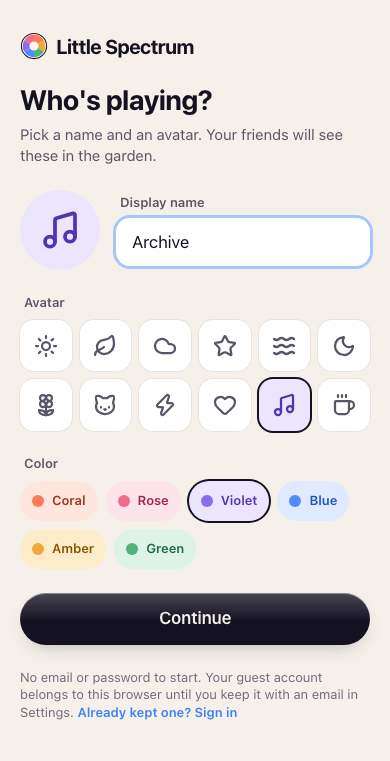 Little Spectrum
Who's playing?
Pick a name and an avatar. Your friends will see
these in the garden.
Display name
Archive
Avatar
Color
Coral
Rose
Violet
Blue
Amber
Green
Continue
No email or password to start. Your guest account
belongs to this browser until you keep it with an email in
Settings. Already kept one? Sign in